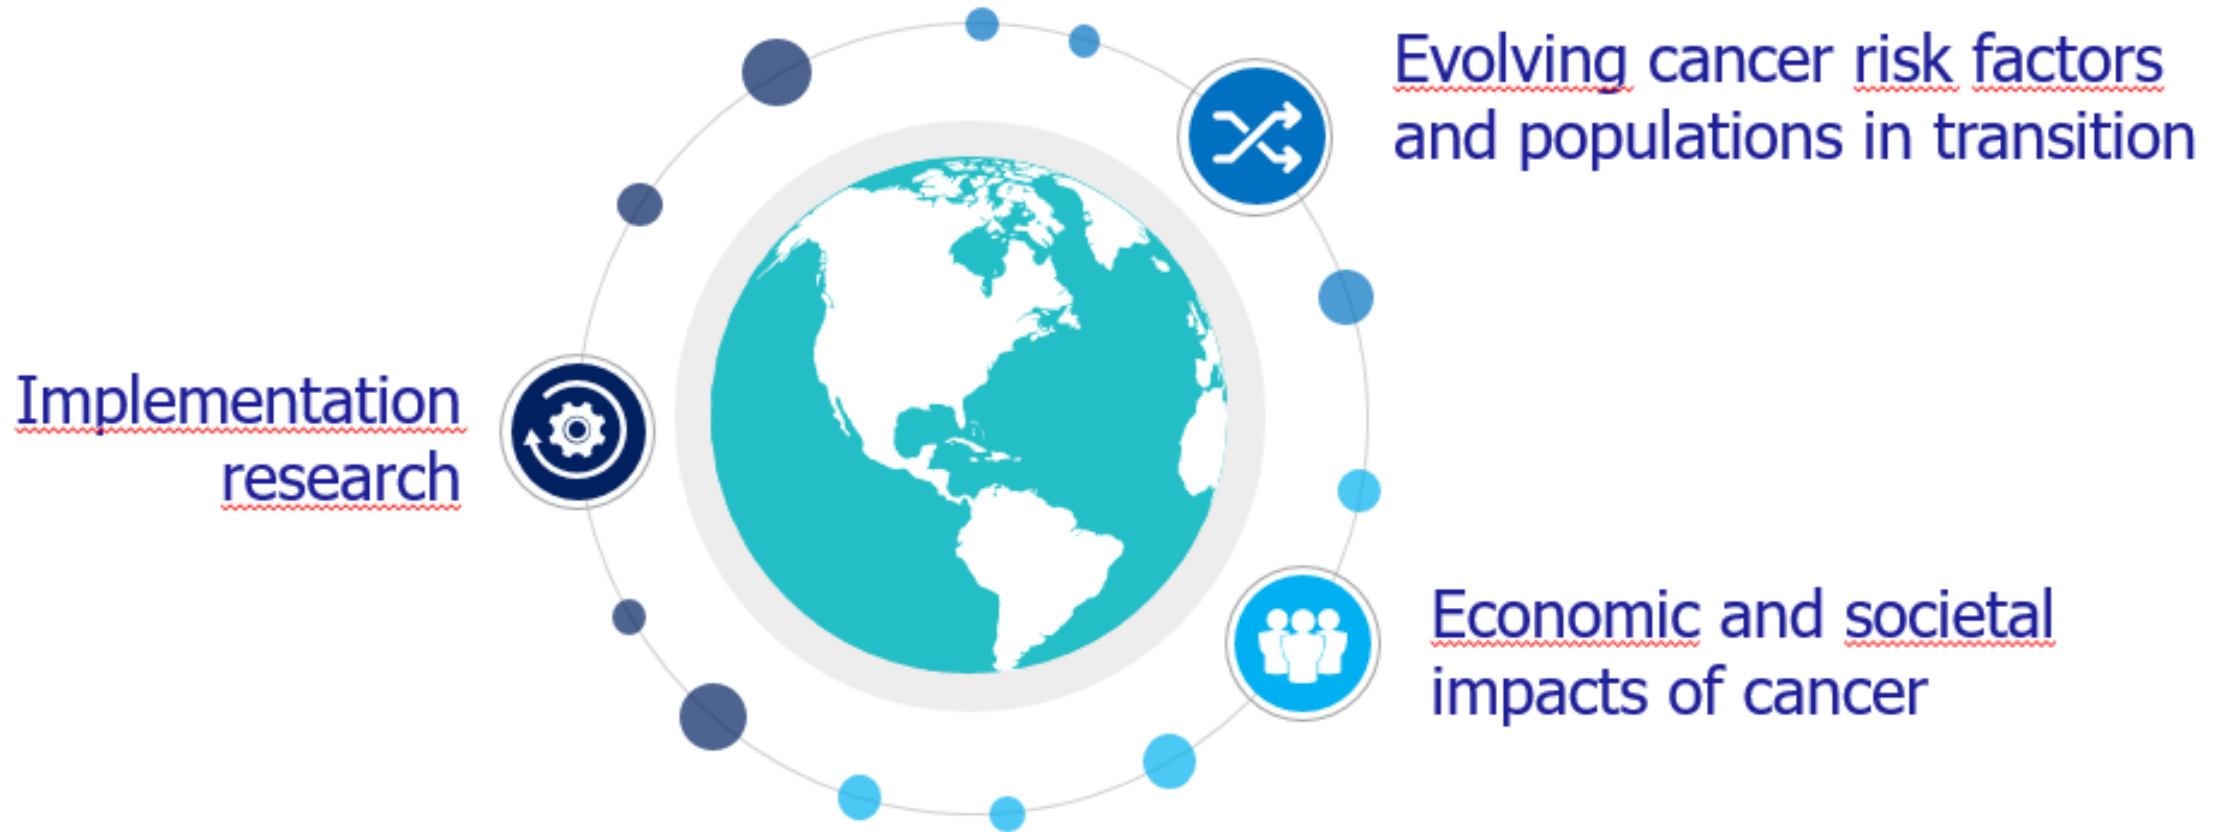 Evolving cancer risk factors
and populations in transition
Implementation
research
Economic and societal
impacts of cancer